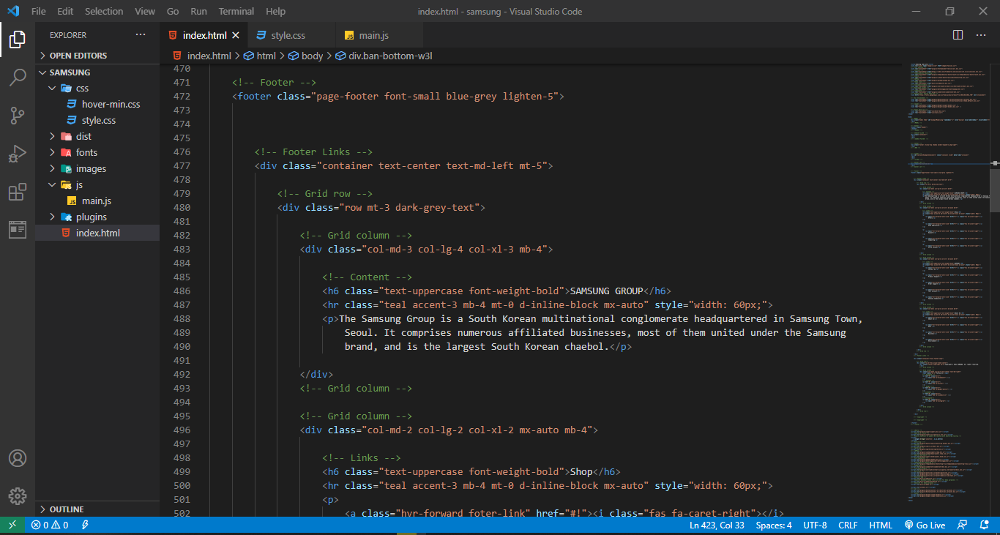 File Edit Selection View Go Run Terminal Help index.html - samsung - Visual Studio Code
EXPLORER ···
OPEN EDITORS
SAMSUNG
css
hover-min.css
style.css
dist
fonts
images
js
main.js
plugins
index.html
OUTLINE
index.html style.css main.js
index.html > html > body > div.ban-bottom-w3l
470
471 <!-- Footer -->
472 <footer class="page-footer font-small blue-grey lighten-5">
473
474
475
476 <!-- Footer Links -->
477 <div class="container text-center text-md-left mt-5">
478
479 <!-- Grid row -->
480 <div class="row mt-3 dark-grey-text">
481
482 <!-- Grid column -->
483 <div class="col-md-3 col-lg-4 col-xl-3 mb-4">
484
485 <!-- Content -->
486 <h6 class="text-uppercase font-weight-bold">SAMSUNG GROUP</h6>
487 <hr class="teal accent-3 mb-4 mt-0 d-inline-block mx-auto" style="width: 60px;">
488 <p>The Samsung Group is a South Korean multinational conglomerate headquartered in Samsung Town,
489 Seoul. It comprises numerous affiliated businesses, most of them united under the Samsung
490 brand, and is the largest South Korean chaebol.</p>
491
492 </div>
493 <!-- Grid column -->
494
495 <!-- Grid column -->
496 <div class="col-md-2 col-lg-2 col-xl-2 mx-auto mb-4">
497
498 <!-- Links -->
499 <h6 class="text-uppercase font-weight-bold">Shop</h6>
500 <hr class="teal accent-3 mb-4 mt-0 d-inline-block mx-auto" style="width: 60px;">
501 <p>
502 <a class="hvr-forward foter-link" href="#!"><i class="fas fa-caret-right"></i>
0 0 Ln 423, Col 33 Spaces: 4 UTF-8 CRLF HTML Go Live